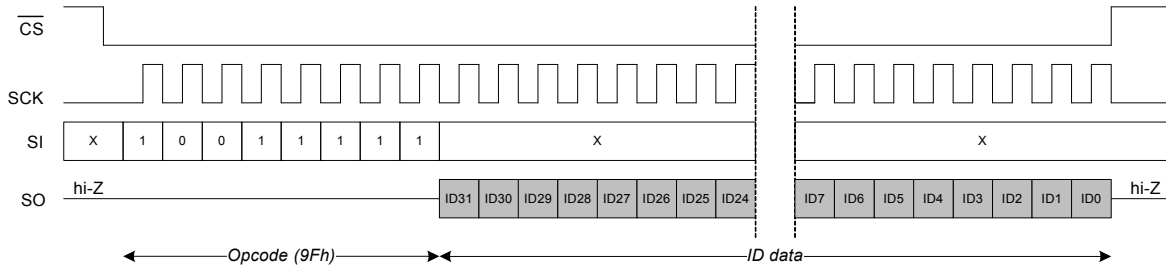 CS
SCK
SI X 1 0 0 1 1 1 1 1 X X
SO hi-Z ID31 ID30 ID29 ID28 ID27 ID26 ID25 ID24 ID7 ID6 ID5 ID4 ID3 ID2 ID1 ID0 hi-Z
Opcode (9Fh) ID data